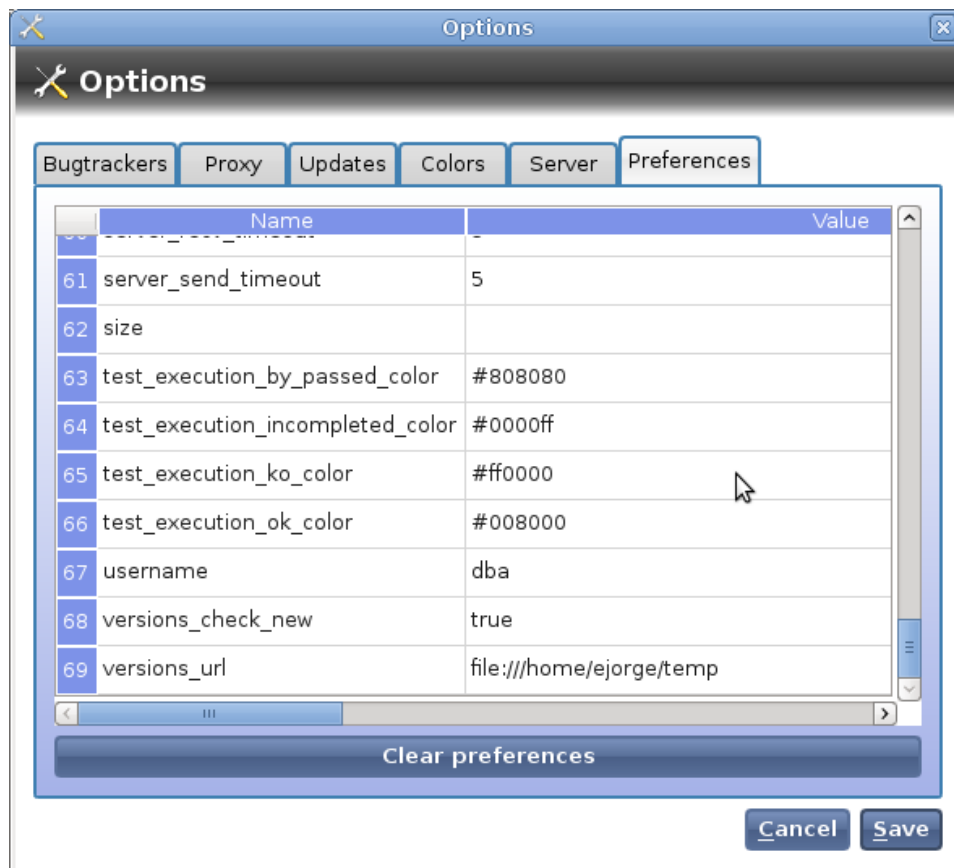 Options
Options
Bugtrackers Proxy Updates Colors Server Preferences
Name Value
61 server_send_timeout 5
62 size
63 test_execution_by_passed_color #808080
64 test_execution_incompleted_color #0000ff
65 test_execution_ko_color #ff0000
66 test_execution_ok_color #008000
67 username dba
68 versions_check_new true
69 versions_url file:///home/ejorge/temp
Clear preferences
Cancel Save